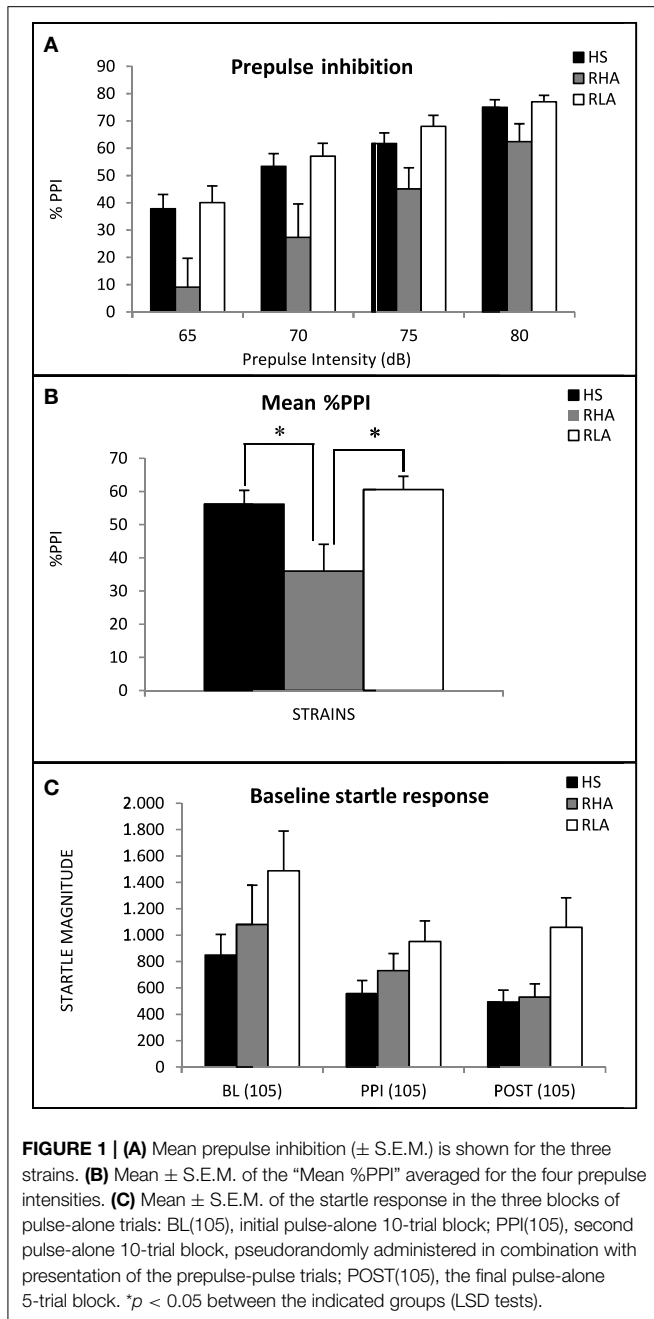 A
Prepulse inhibition
HS
RHA
RLA
% PPI
90
80
70
60
50
40
30
20
10
0
65 70 75 80
Prepulse Intensity (dB)
B
Mean %PPI
HS
RHA
RLA
* *
%PPI
70
60
50
40
30
20
10
0
STRAINS
C
Baseline startle response
HS
RHA
RLA
STARTLE MAGNITUDE
2.000
1.800
1.600
1.400
1.200
1.000
800
600
400
200
0
BL (105) PPI (105) POST (105)
FIGURE 1 | (A) Mean prepulse inhibition (± S.E.M.) is shown for the three
strains. (B) Mean ± S.E.M. of the “Mean %PPI” averaged for the four prepulse
intensities. (C) Mean ± S.E.M. of the startle response in the three blocks of
pulse-alone trials: BL(105), initial pulse-alone 10-trial block; PPI(105), second
pulse-alone 10-trial block, pseudorandomly administered in combination with
presentation of the prepulse-pulse trials; POST(105), the final pulse-alone
5-trial block. *p < 0.05 between the indicated groups (LSD tests).